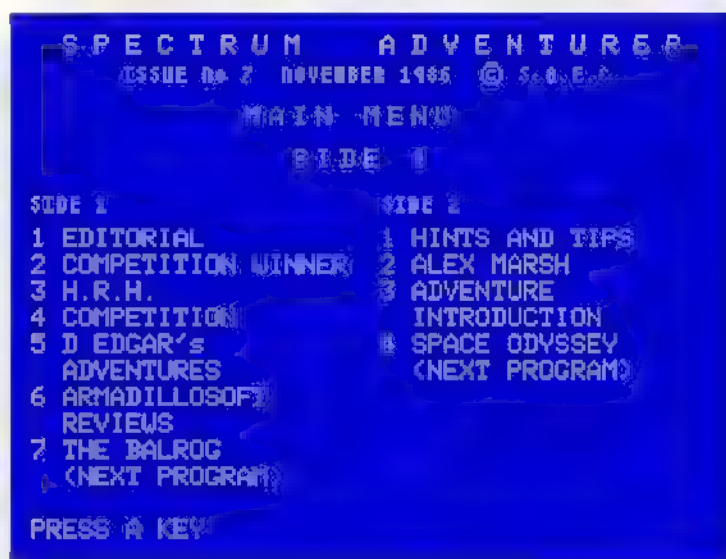 SPECTRUM ADVENTURER
ISSUE No 2 NOVEMBER 1986 ©
MAIN MENU
SIDE 1
SIDE 1
1 EDITORIAL
2 COMPETITION WINNER
3 H.R.H.
4 COMPETITION
5 D EDGAR's
ADVENTURES
6 ARMADILLOSOFT
REVIEWS
7 THE BALROG
(NEXT PROGRAM)
SIDE 2
1 HINTS AND TIPS
2 ALEX MARSH
3 ADVENTURE
INTRODUCTION
SPACE ODYSSEY
(NEXT PROGRAM)
PRESS A KEY